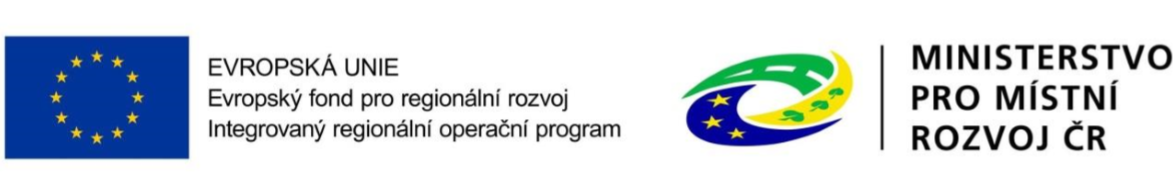 EVROPSKÁ UNIE
Evropský fond pro regionální rozvoj
Integrovaný regionální operační program
MINISTERSTVO
PRO MÍSTNÍ
ROZVOJ ČR